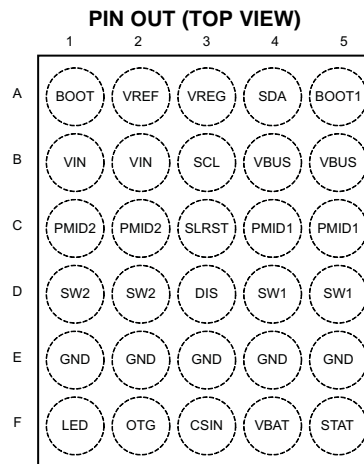 PIN OUT (TOP VIEW)
1 2 3 4 5
A BOOT VREF VREG SDA BOOT1
B VIN VIN SCL VBUS VBUS
C PMID2 PMID2 SLRST PMID1 PMID1
D SW2 SW2 DIS SW1 SW1
E GND GND GND GND GND
F LED OTG CSIN VBAT STAT